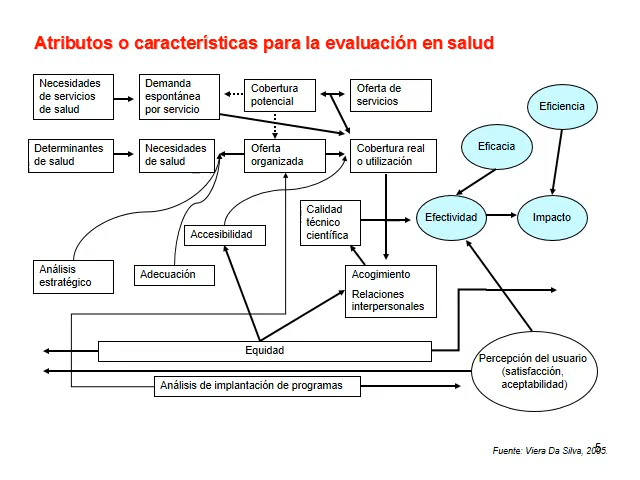 Atributos o características para la evaluación en salud
Necesidades
de servicios
de salud
Demanda
espontánea
por servicio
Cobertura
potencial
Oferta de
servicios
Eficiencia
Determinantes
de salud
Necesidades
de salud
Oferta
organizada
Cobertura real
o utilización
Eficacia
Calidad
técnico
científica
Efectividad
Impacto
Accesibilidad
Análisis
estratégico
Adecuación
Acogimiento
Relaciones
interpersonales
Equidad
Percepción del usuario
(satisfacción,
aceptabilidad)
Análisis de implantación de programas
Fuente: Viera Da Silva, 2005.
5